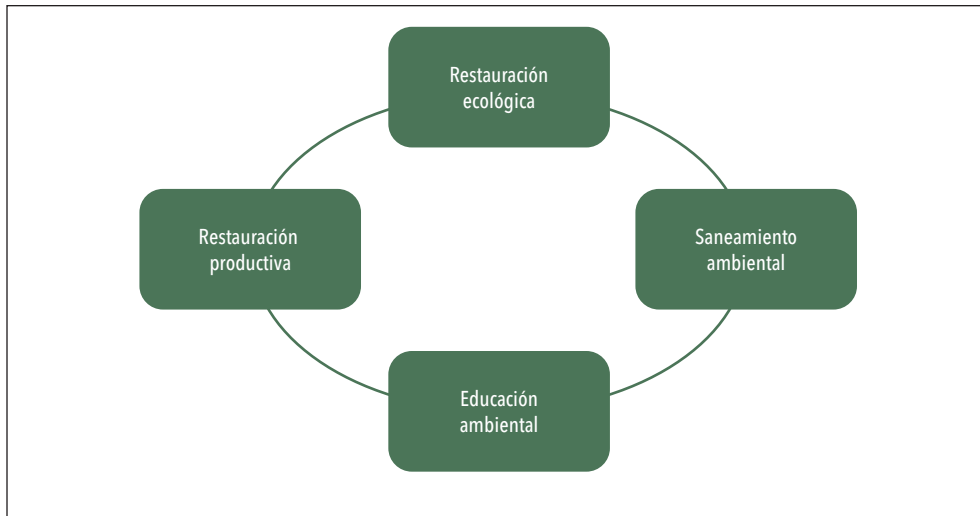 Restauración
ecológica
Restauración
productiva
Saneamiento
ambiental
Educación
ambiental